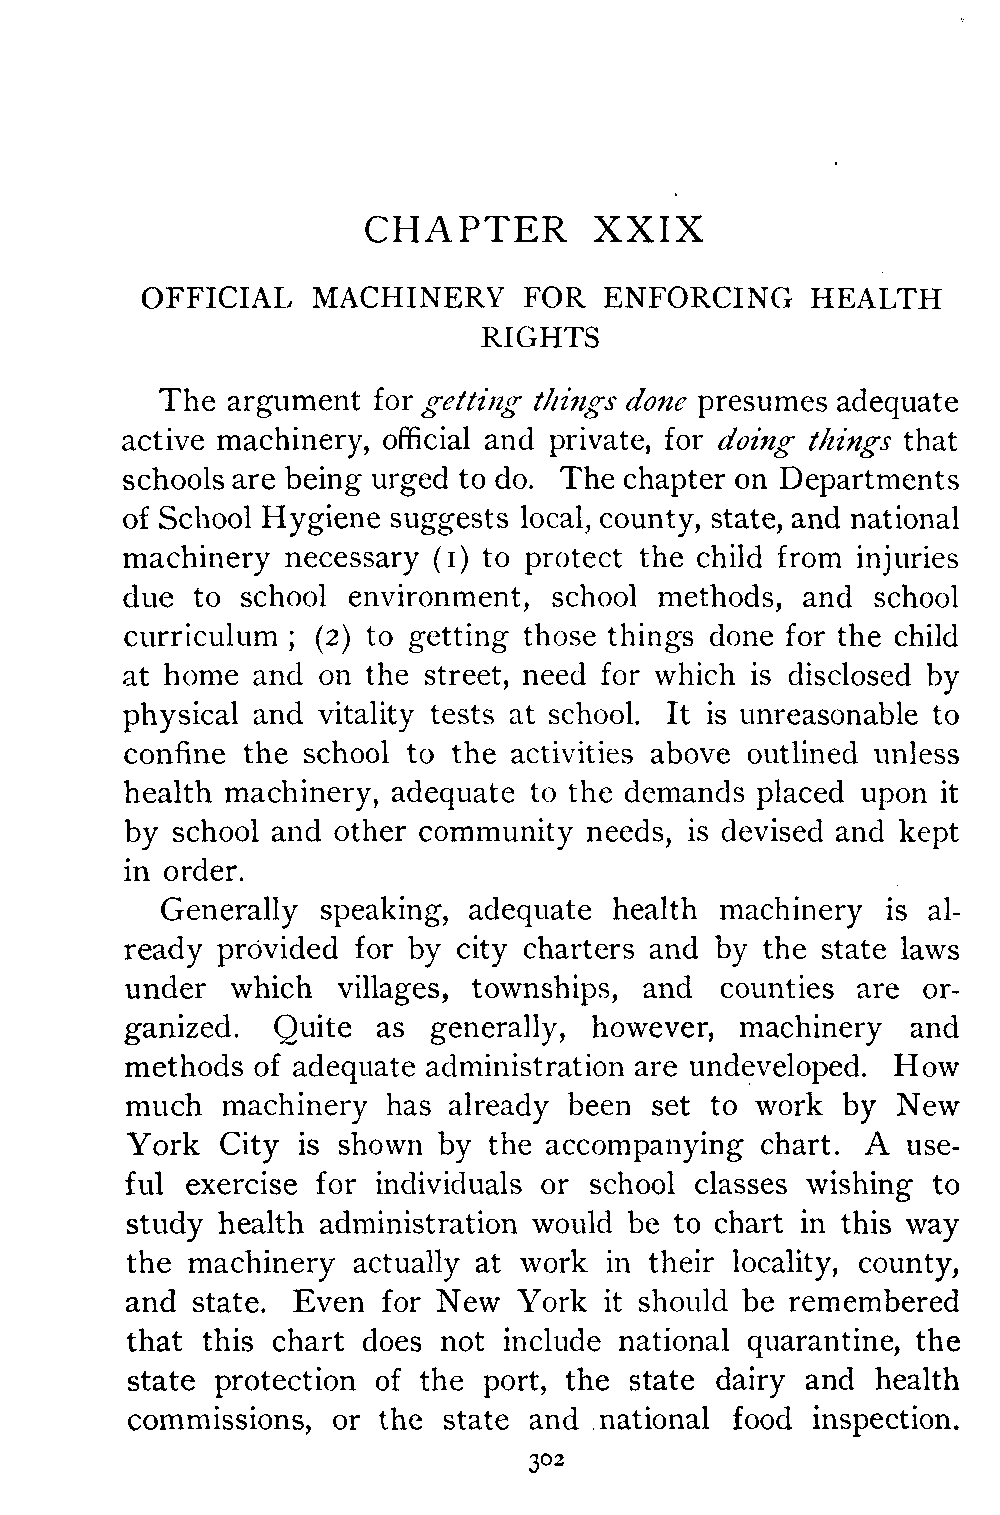 CHAPTER XXIX
OFFICIAL MACHINERY FOR ENFORCING HEALTH
RIGHTS
The argument for getting things done presumes adequate
active machinery, official and private, for doing things that
schools are being urged to do. The chapter on Departments
of School Hygiene suggests local, county, state, and national
machinery necessary (1) to protect the child from injuries
due to school environment, school methods, and school
curriculum ; (2) to getting those things done for the child
at home and on the street, need for which is disclosed by
physical and vitality tests at school. It is unreasonable to
confine the school to the activities above outlined unless
health machinery, adequate to the demands placed upon it
by school and other community needs, is devised and kept
in order.
Generally speaking, adequate health machinery is al-
ready provided for by city charters and by the state laws
under which villages, townships, and counties are or-
ganized. Quite as generally, however, machinery and
methods of adequate administration are undeveloped. How
much machinery has already been set to work by New
York City is shown by the accompanying chart. A use-
ful exercise for individuals or school classes wishing to
study health administration would be to chart in this way
the machinery actually at work in their locality, county,
and state. Even for New York it should be remembered
that this chart does not include national quarantine, the
state protection of the port, the state dairy and health
commissions, or the state and national food inspection.
302